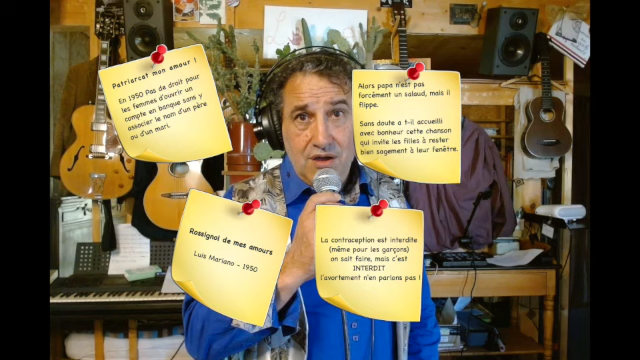 Patriarcat mon amour !
En 1950 Pas de droit pour
les femmes d'ouvrir un
compte en banque sans y
associer le nom d'un père
ou d'un mari.
Alors papa n'est pas
forcément un salaud, mais il
flippe.
Sans doute a t-il accueilli
avec bonheur cette chanson
qui invite les filles à rester
bien sagement à leur fenêtre.
Rossignol de mes amours
Luis Mariano - 1950
La contraception est interdite
(même pour les garçons)
on sait faire, mais c'est
INTERDIT
l'avortement n'en parlons pas !